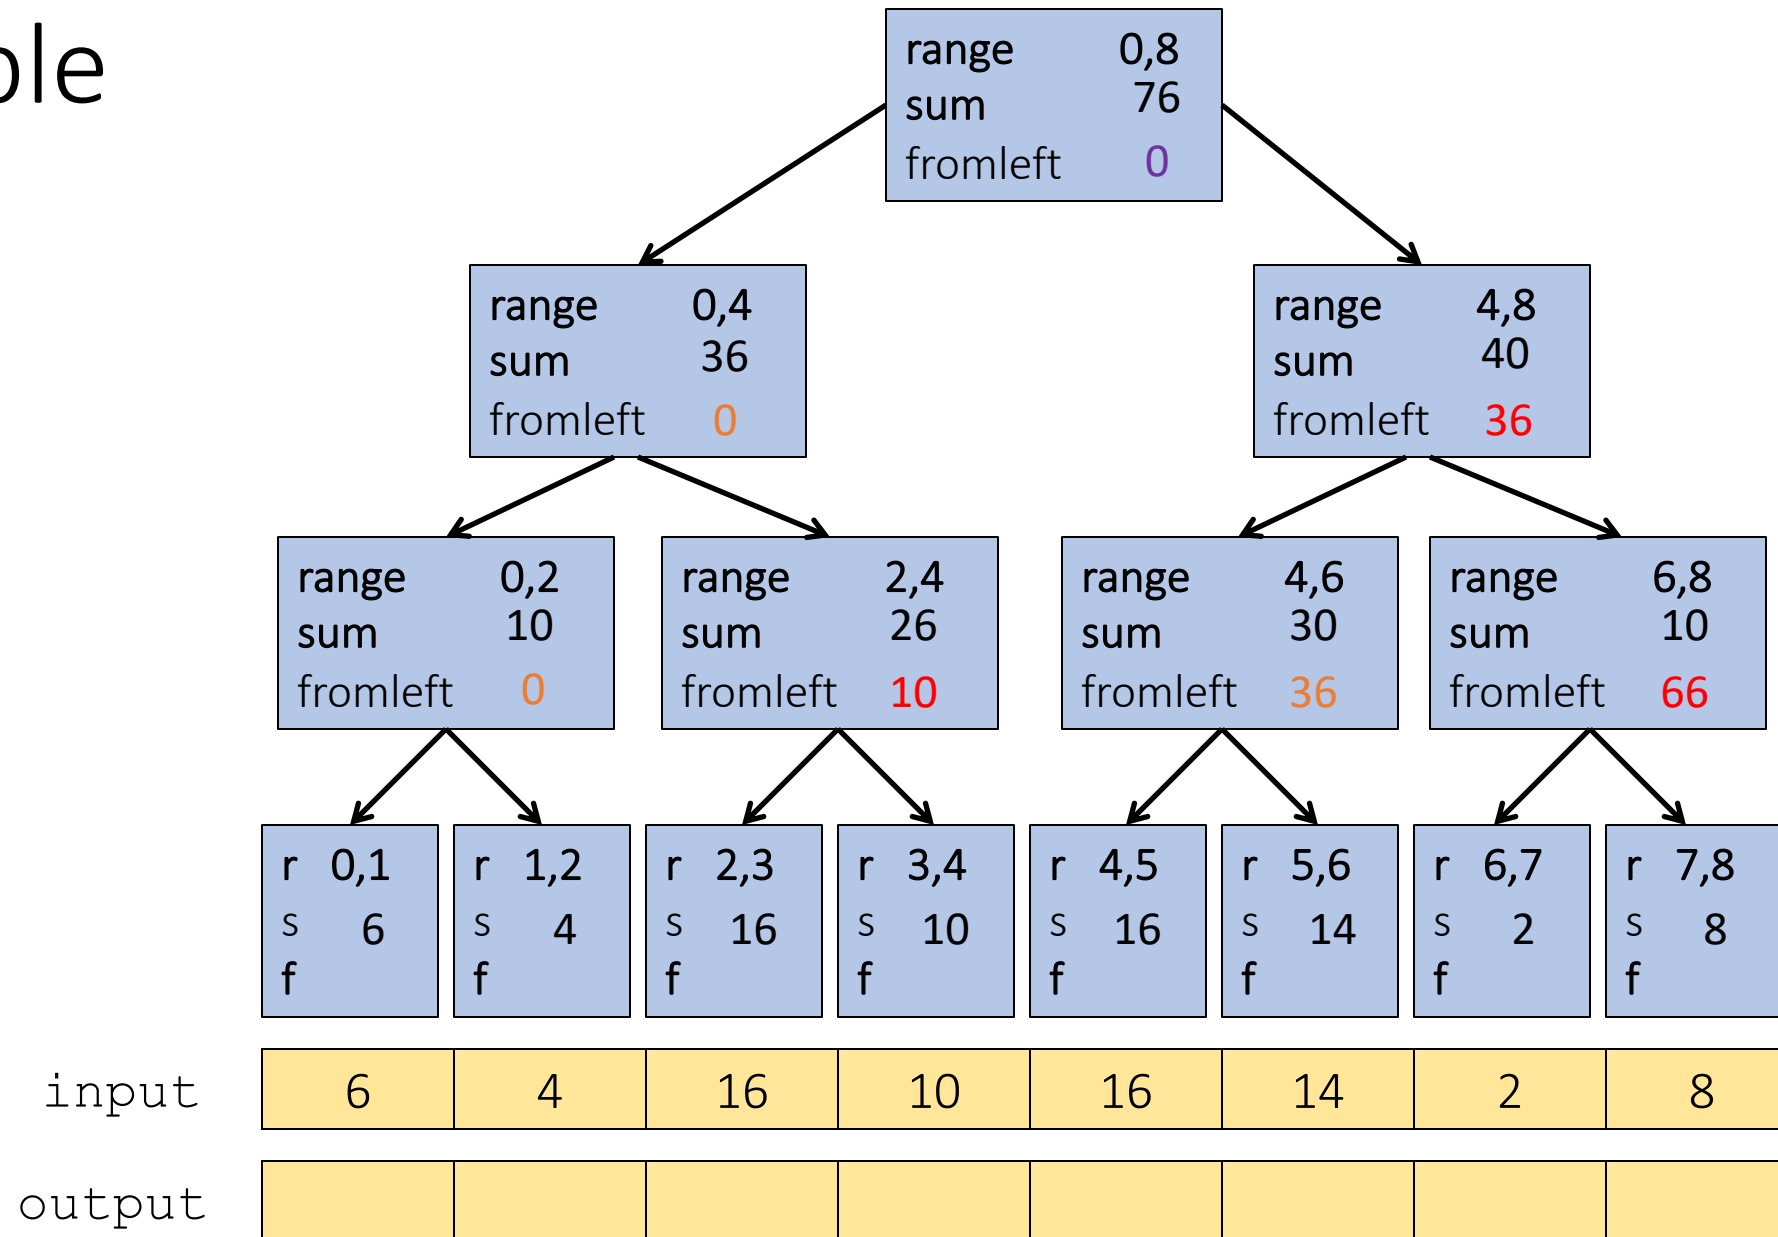 ple
range 0,8
sum 76
fromleft 0
range 0,4
sum 36
fromleft 0
range 4,8
sum 40
fromleft 36
range 0,2
sum 10
fromleft 0
range 2,4
sum 26
fromleft 10
range 4,6
sum 30
fromleft 36
range 6,8
sum 10
fromleft 66
r 0,1
s 6
f
r 1,2
s 4
f
r 2,3
s 16
f
r 3,4
s 10
f
r 4,5
s 16
f
r 5,6
s 14
f
r 6,7
s 2
f
r 7,8
s 8
f
input 6 4 16 10 16 14 2 8
output